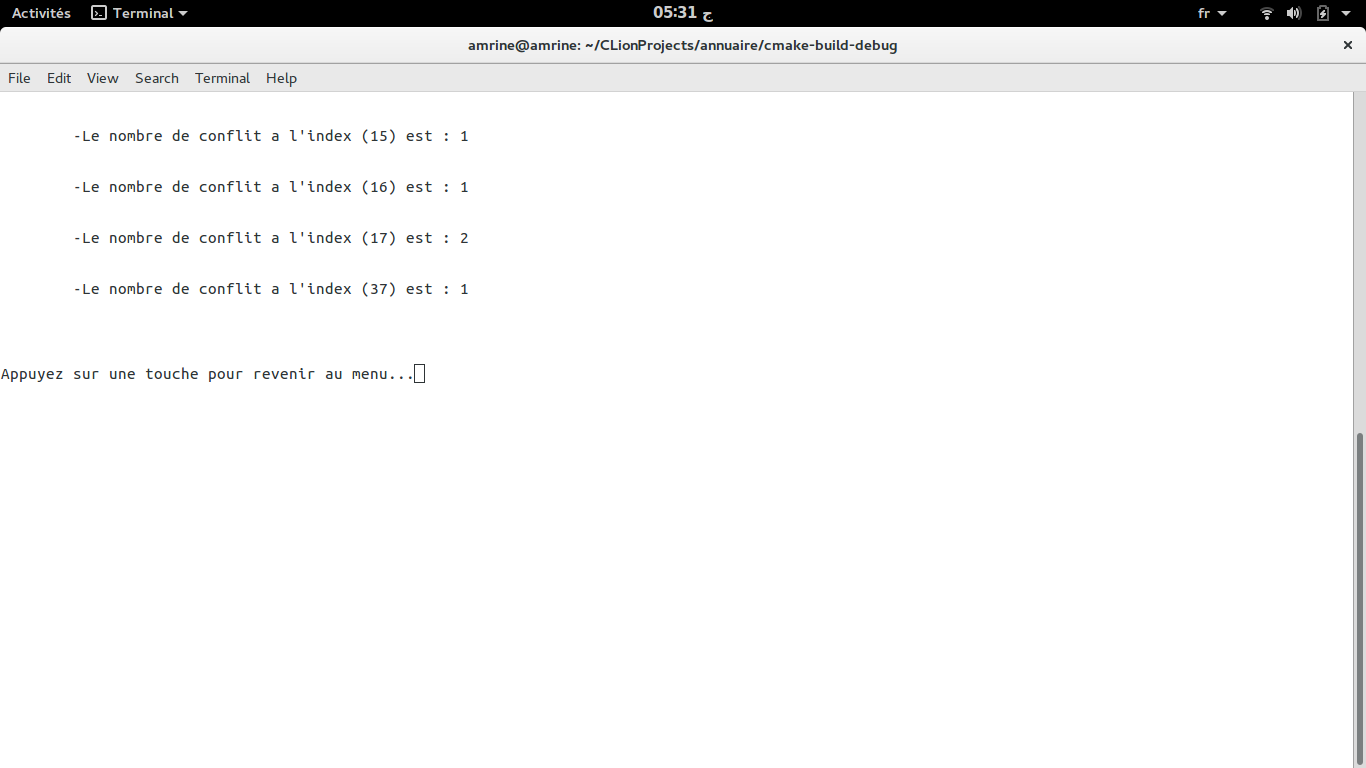 Activités Terminal 05:31 ج fr
amrine@amrine: ~/CLionProjects/annuaire/cmake-build-debug ×
File Edit View Search Terminal Help
-Le nombre de conflit a l'index (15) est : 1
-Le nombre de conflit a l'index (16) est : 1
-Le nombre de conflit a l'index (17) est : 2
-Le nombre de conflit a l'index (37) est : 1
Appuyez sur une touche pour revenir au menu...